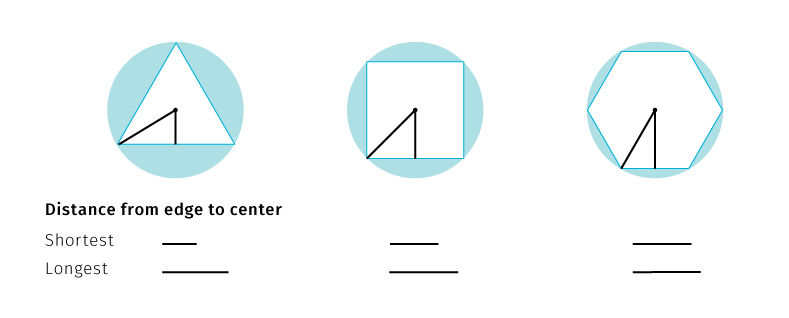 Distance from edge to center
Shortest
Longest